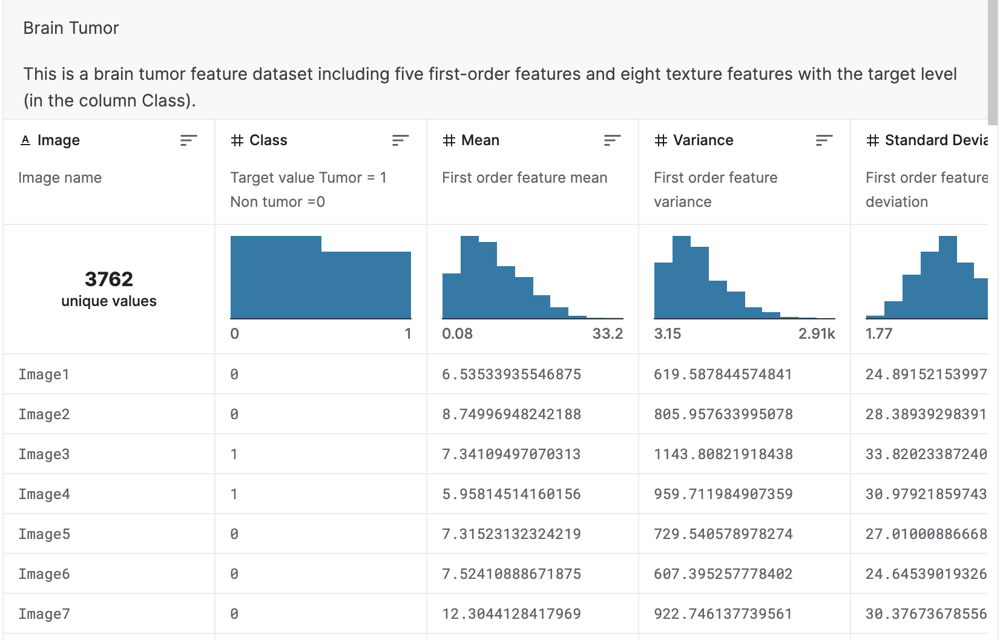 Brain Tumor
This is a brain tumor feature dataset including five first-order features and eight texture features with the target level
(in the column Class).
A Image # Class # Mean # Variance # Standard Devia
Image name Target value Tumor = 1 First order feature mean First order feature First order feature
Non tumor =0 variance deviation
3762
unique values
0 1 0.08 33.2 3.15 2.91k 1.77
Image1 0 6.53533935546875 619.587844574841 24.89152153997
Image2 0 8.74996948242188 805.957633995078 28.38939298391
Image3 1 7.34109497070313 1143.80821918438 33.82023387240
Image4 1 5.95814514160156 959.711984907359 30.97921859743
Image5 0 7.31523132324219 729.540578978274 27.01000886668
Image6 0 7.52410888671875 607.395257778402 24.64539019326
Image7 0 12.3044128417969 922.746137739561 30.37673678556